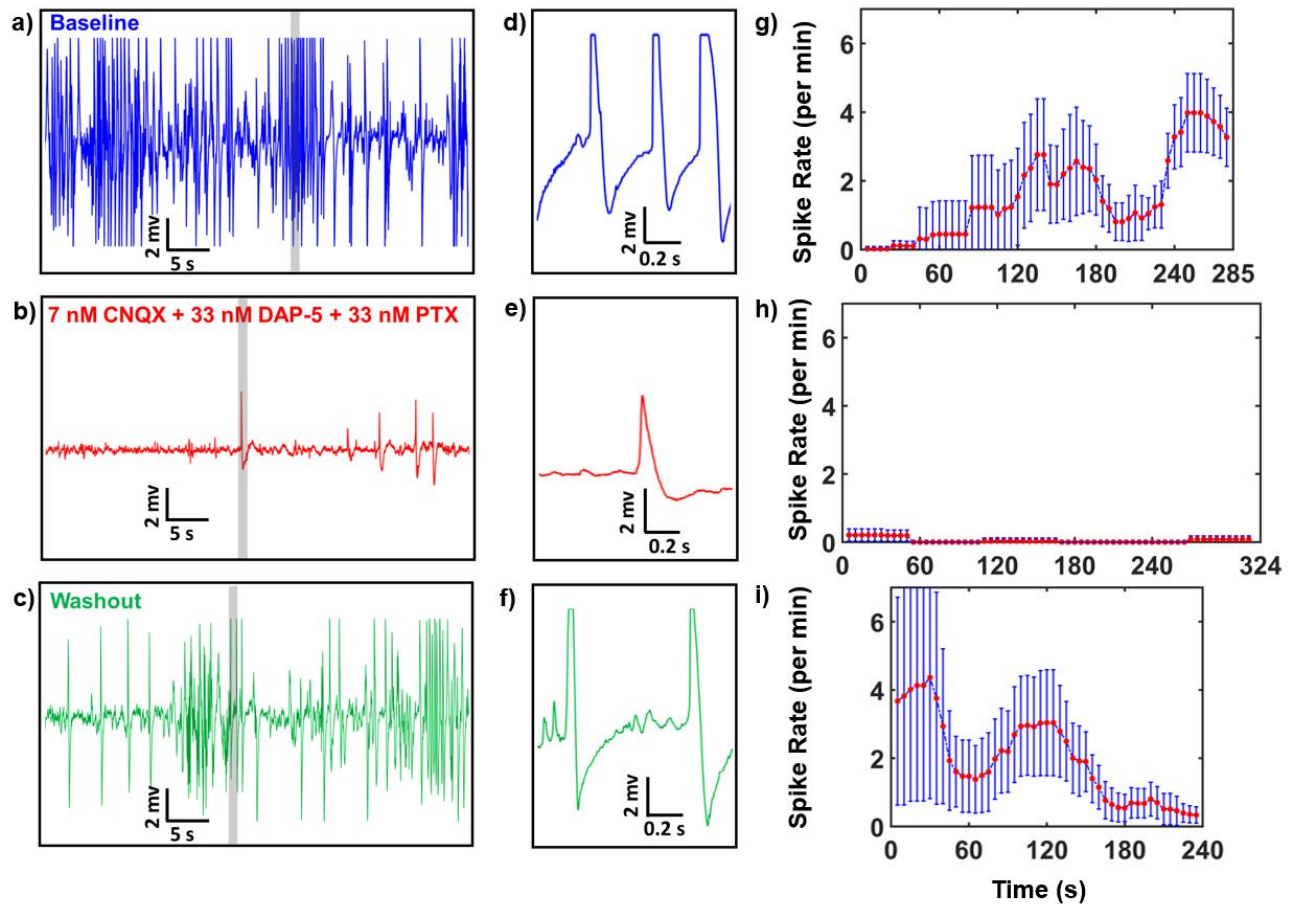 a)
Baseline
2 mv
5 s
d)
2 mv
0.2 s
g)
Spike Rate (per min)
6
4
2
0
0 60 120 180 240 285
b)
7 nM CNQX + 33 nM DAP-5 + 33 nM PTX
2 mv
5 s
e)
2 mv
0.2 s
h)
Spike Rate (per min)
6
4
2
0
0 60 120 180 240 324
c)
Washout
2 mv
5 s
f)
2 mv
0.2 s
i)
Spike Rate (per min)
6
4
2
0
0 60 120 180 240
Time (s)